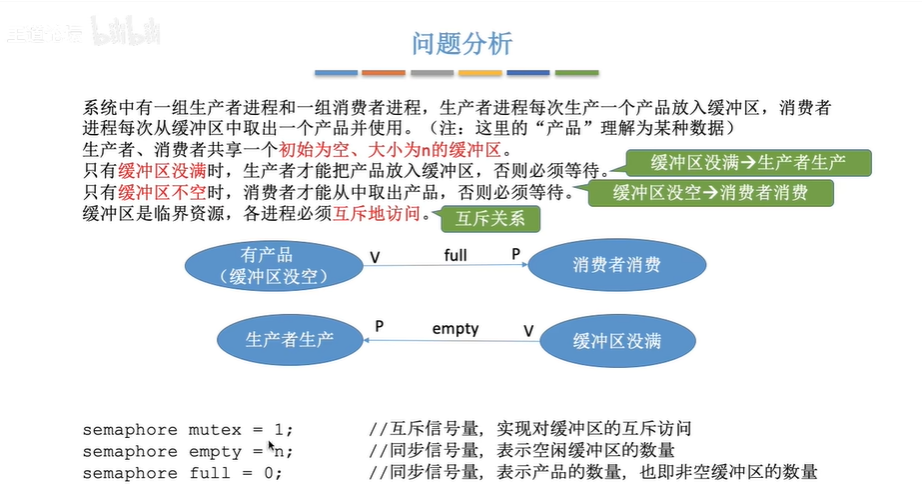 bilibili
问题分析
系统中有一组生产者进程和一组消费者进程，生产者进程每次生产一个产品放入缓冲区，消费者
进程每次从缓冲区中取出一个产品并使用。（注：这里的“产品”理解为某种数据）
生产者、消费者共享一个初始为空、大小为n的缓冲区。
只有缓冲区没满时，生产者才能把产品放入缓冲区，否则必须等待。
缓冲区没满→生产者生产
只有缓冲区不空时，消费者才能从中取出产品，否则必须等待。
缓冲区没空→消费者消费
缓冲区是临界资源，各进程必须互斥地访问。
互斥关系
有产品
（缓冲区没空）
V full P
消费者消费
生产者生产
P empty V
缓冲区没满
semaphore mutex = 1; //互斥信号量，实现对缓冲区的互斥访问
semaphore empty = n; //同步信号量，表示空闲缓冲区的数量
semaphore full = 0; //同步信号量，表示产品的数量，也即非空缓冲区的数量